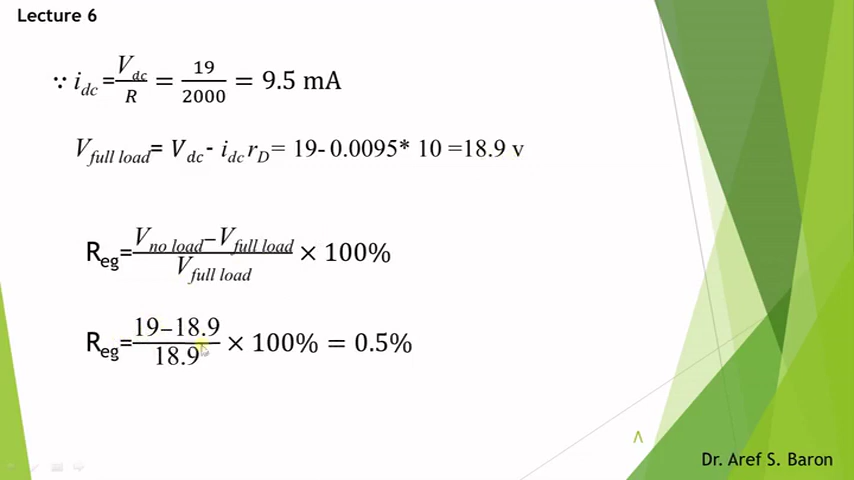 Lecture 6
∵ i_dc = V_dc / R = 19 / 2000 = 9.5 mA
V_full load = V_dc - i_dc r_D = 19- 0.0095* 10 =18.9 v
R_eg = (V_no load − V_full load) / V_full load × 100%
R_eg = (19−18.9) / 18.9 × 100% = 0.5%
٨
Dr. Aref S. Baron